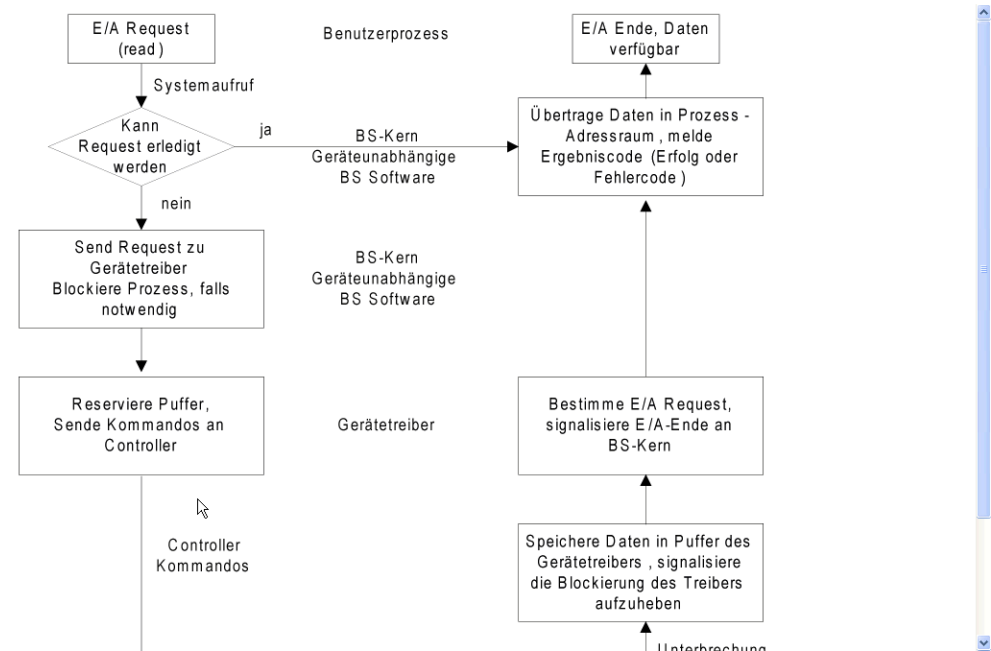 E/A Request
(read)
Benutzerprozess
E/A Ende, Daten
verfügbar
Systemaufruf
Kann
Request erledigt
werden
ja
BS-Kern
Geräteunabhängige
BS Software
Übertrage Daten in Prozess -
Adressraum , melde
Ergebniscode (Erfolg oder
Fehlercode )
nein
Send Request zu
Gerätetreiber
Blockiere Prozess, falls
notwendig
BS-Kern
Geräteunabhängige
BS Software
Reserviere Puffer,
Sende Kommandos an
Controller
Gerätetreiber
Bestimme E/A Request,
signalisiere E/A-Ende an
BS-Kern
Controller
Kommandos
Speichere Daten in Puffer des
Gerätetreibers , signalisiere
die Blockierung des Treibers
aufzuheben
Unterbrechung